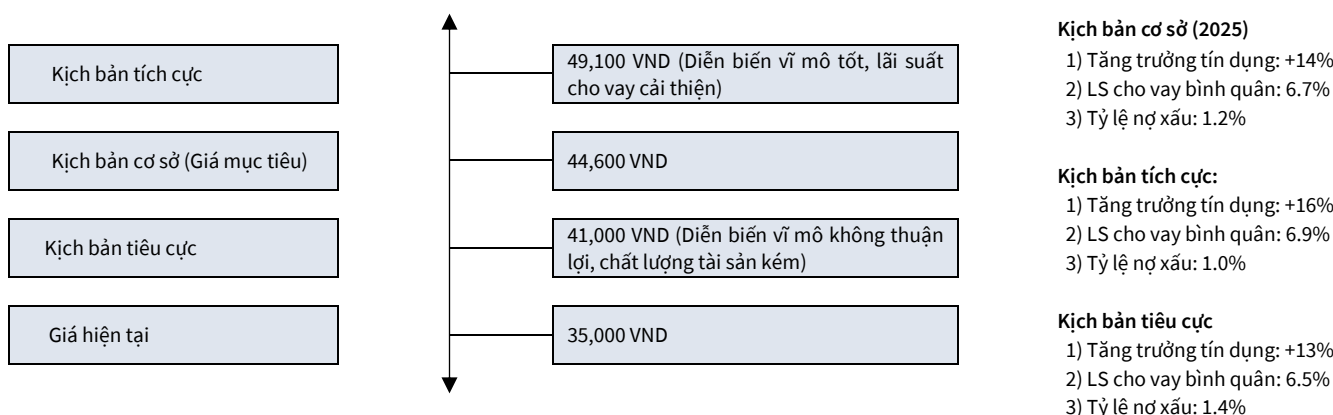 Kịch bản tích cực
49,100 VND (Diễn biến vĩ mô tốt, lãi suất
cho vay cải thiện)
Kịch bản cơ sở (Giá mục tiêu)
44,600 VND
Kịch bản tiêu cực
41,000 VND (Diễn biến vĩ mô không thuận
lợi, chất lượng tài sản kém)
Giá hiện tại
35,000 VND
Kịch bản cơ sở (2025)
1) Tăng trưởng tín dụng: +14%
2) LS cho vay bình quân: 6.7%
3) Tỷ lệ nợ xấu: 1.2%
Kịch bản tích cực:
1) Tăng trưởng tín dụng: +16%
2) LS cho vay bình quân: 6.9%
3) Tỷ lệ nợ xấu: 1.0%
Kịch bản tiêu cực
1) Tăng trưởng tín dụng: +13%
2) LS cho vay bình quân: 6.5%
3) Tỷ lệ nợ xấu: 1.4%